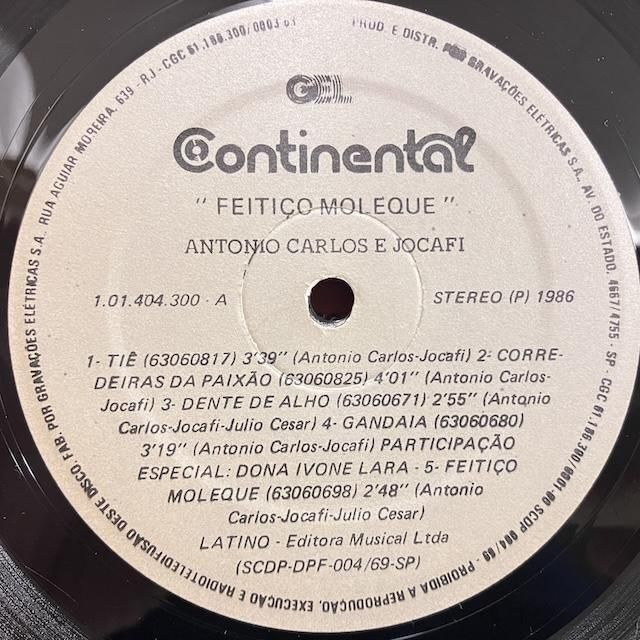 Continental
" FEITIÇO MOLEQUE "
ANTONIO CARLOS E JOCAFI
1.01.404.300 - A
STEREO (P) 1986
1- TIÊ (63060817) 3'39" (Antonio Carlos-Jocafi) 2- CORRE-
DEIRAS DA PAIXÃO (63060825) 4'01" (Antonio Carlos-
Jocafi) 3- DENTE DE ALHO (63060671) 2'55" (Antonio
Carlos-Jocafi-Julio Cesar) 4- GANDAIA (63060680)
3'19" (Antonio Carlos-Jocafi) PARTICIPAÇÃO
ESPECIAL: DONA IVONE LARA - 5- FEITIÇO
MOLEQUE (63060698) 2'48" (Antonio
Carlos-Jocafi-Julio Cesar)
LATINO - Editora Musical Ltda
(SCDP-DPF-004/69-SP)
PROD. E DISTR. POR GRAVAÇÕES ELÉTRICAS S.A., AV. DO ESTADO, 4667/4755 - SP - CGC 61.186.300/0001-00 SCDP 004/69 - PROIBIDA A REPRODUÇÃO, EXECUÇÃO E RADIOTELEDIFUSÃO DESTE DISCO. FAB. POR GRAVAÇÕES ELÉTRICAS S.A. RUA AGUIAR MOREIRA, 639 - RJ - CGC 61.186.300/0003